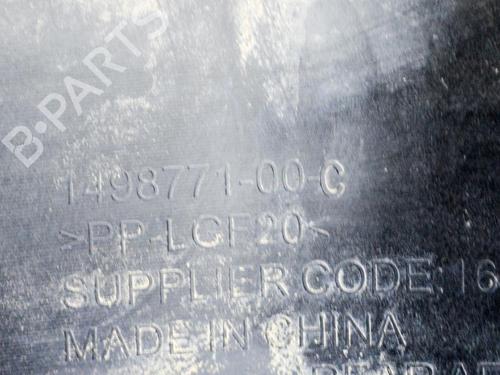 B-PARTS
1498771-00-C
>PP-LGF20<
SUPPLIER CODE: 16
MADE IN CHINA